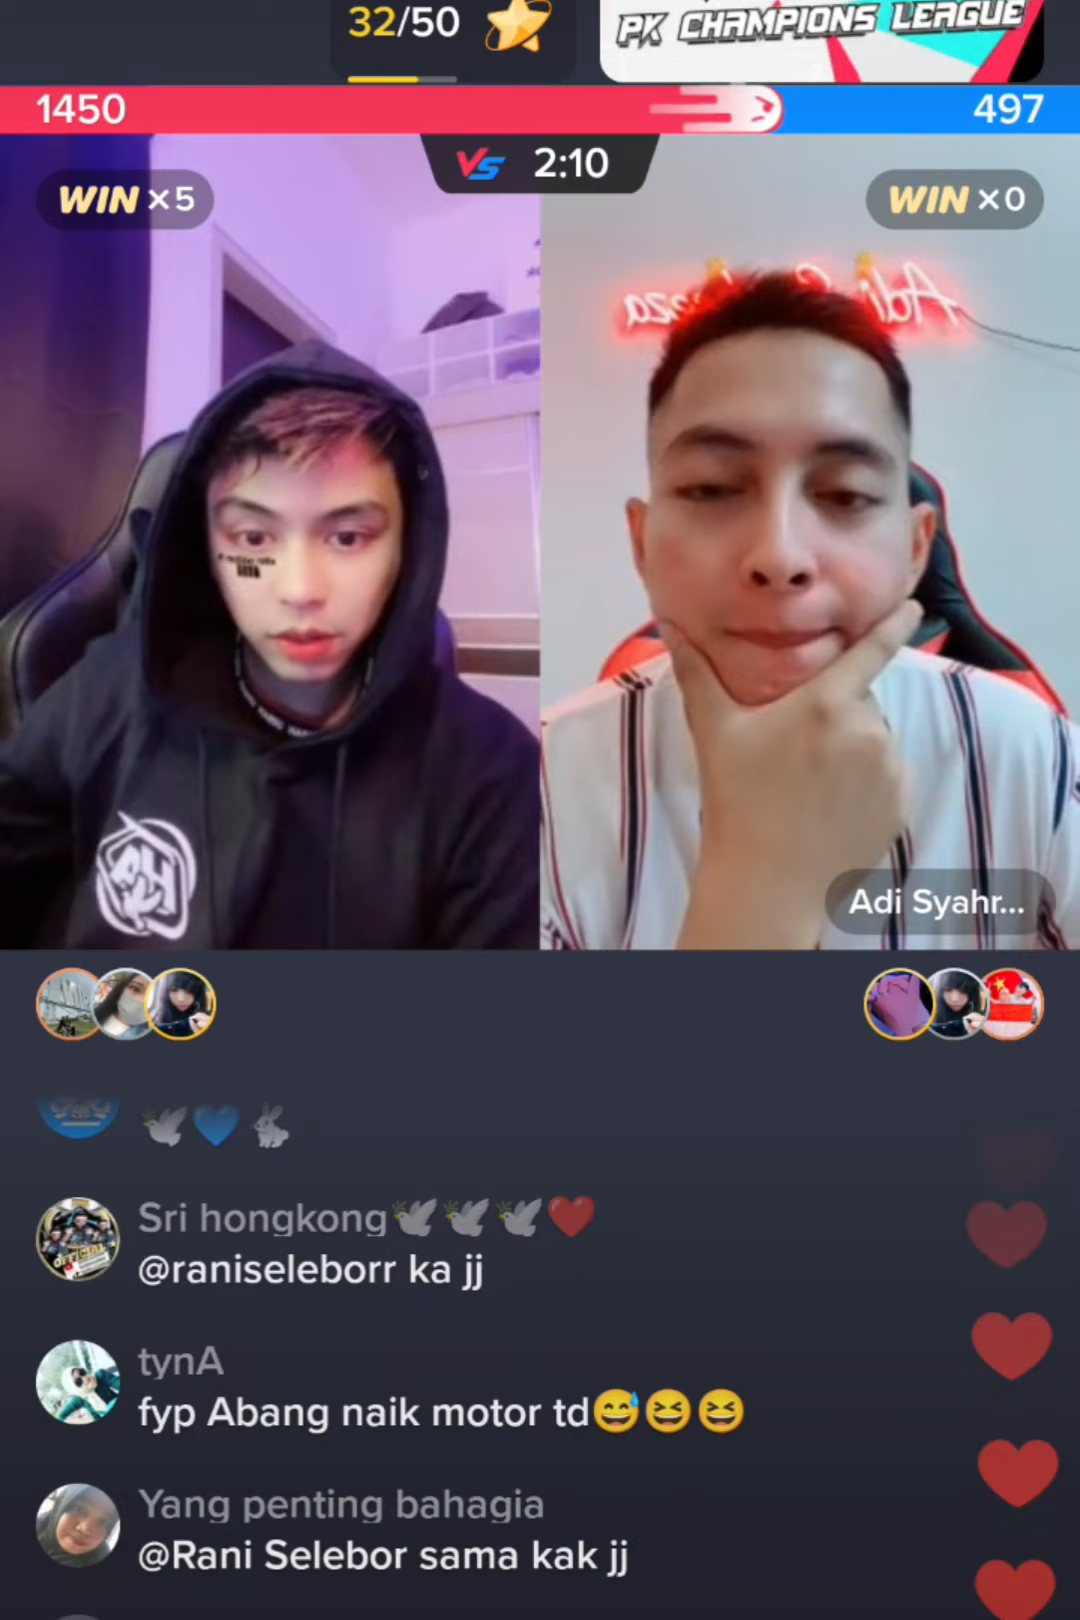 32/50
PK CHAMPIONS LEAGUE
1450
497
VS 2:10
WIN ×5
WIN ×0
Adi
Adi Syahr...
Sri hongkong🕊️🕊️🕊️❤️
@raniseleborr ka jj
tynA
fyp Abang naik motor td😅😆😆
Yang penting bahagia
@Rani Selebor sama kak jj